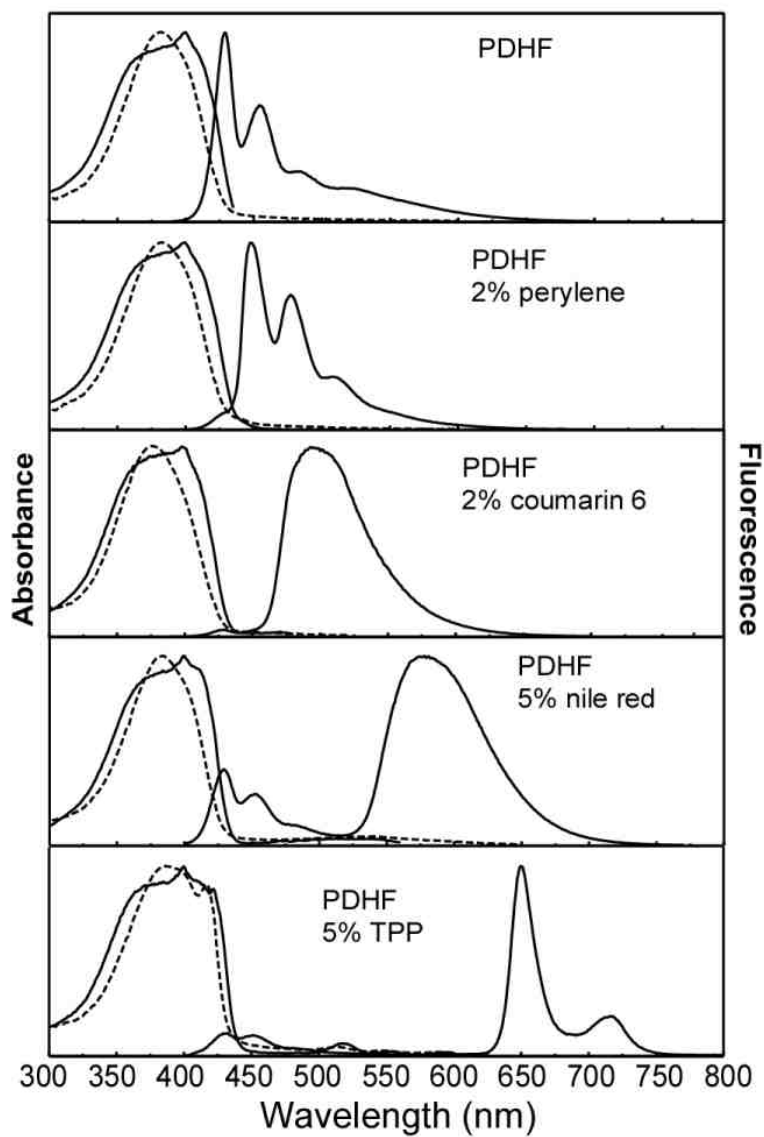 PDHF
PDHF
2% perylene
PDHF
2% coumarin 6
PDHF
5% nile red
PDHF
5% TPP
Absorbance
Fluorescence
300 350 400 450 500 550 600 650 700 750 800
Wavelength (nm)